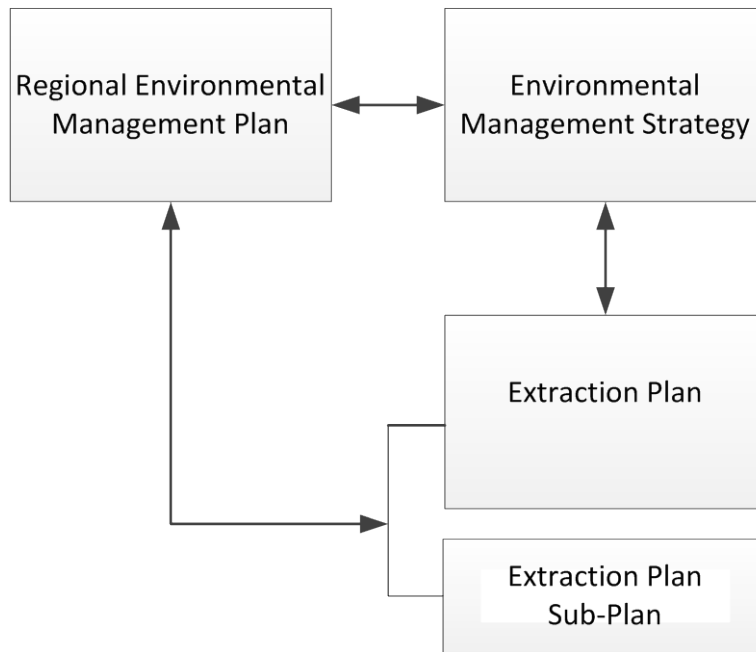 Regional Environmental
Management Plan
Environmental
Management Strategy
Extraction Plan
Extraction Plan
Sub-Plan